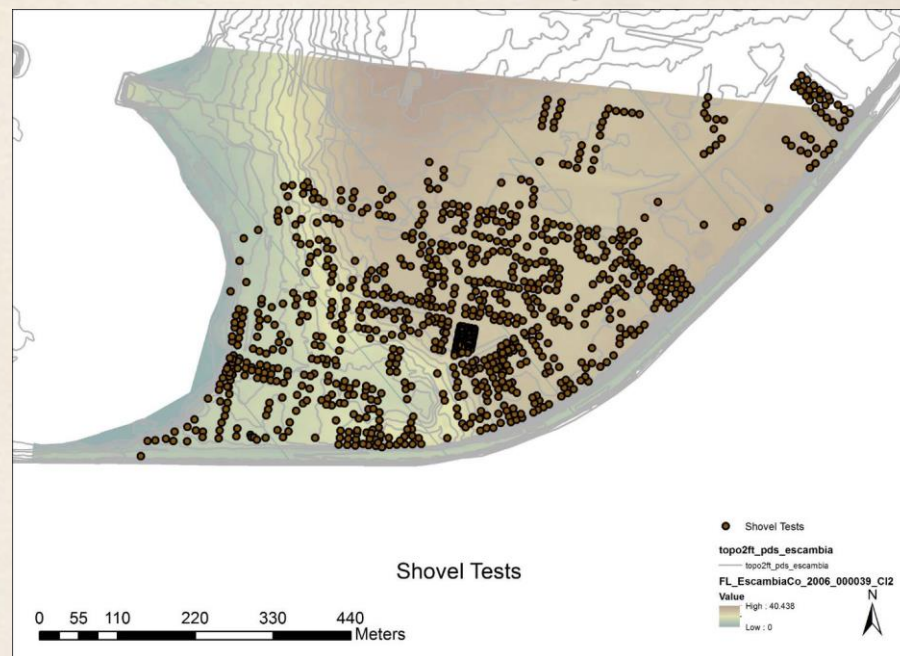 Shovel Tests
topo2ft_pds_escambia
topo2ft_pds_escambia
FL_EscambiaCo_2006_000039_Cl2
Value
High : 40.438
Low : 0
N
Shovel Tests
0 55 110 220 330 440
Meters